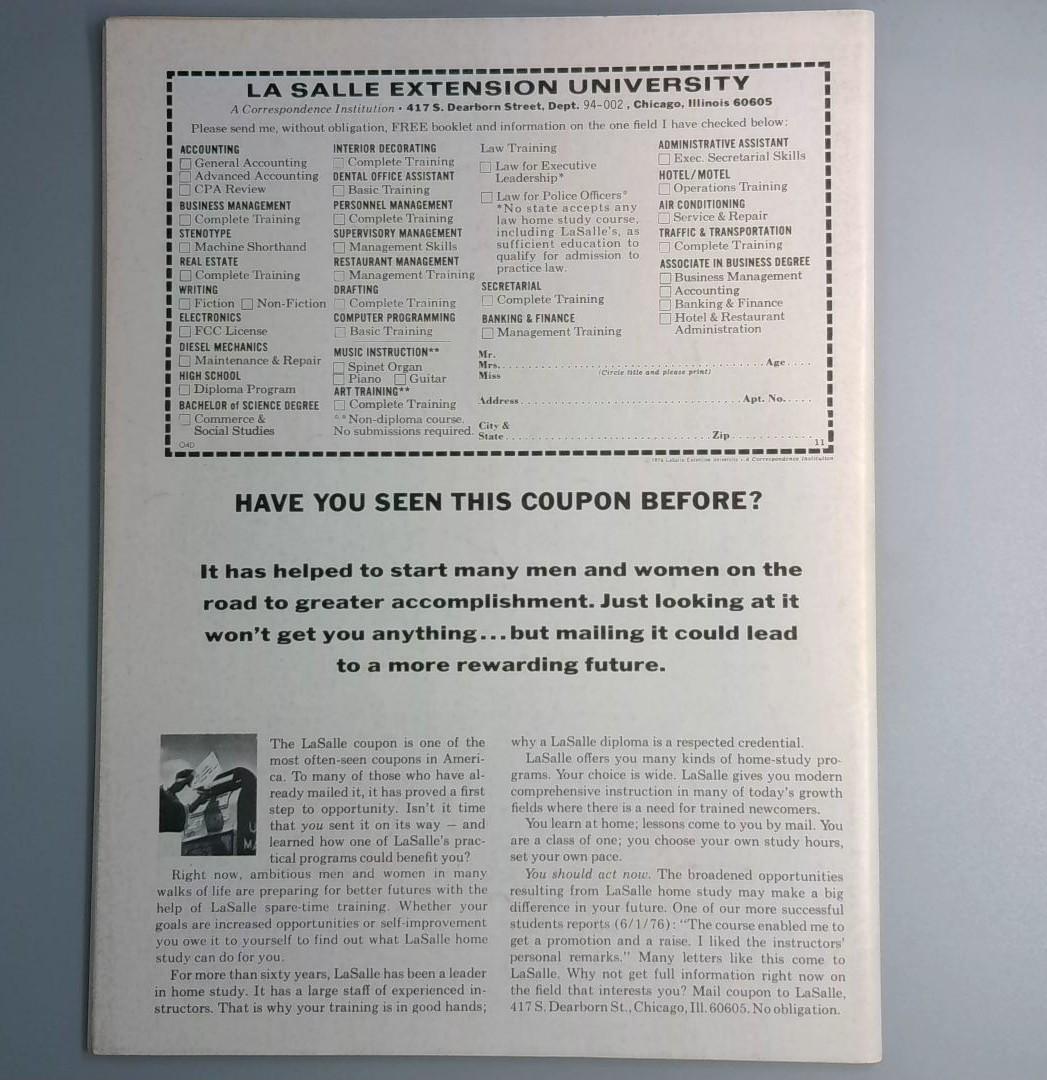 LA SALLE EXTENSION UNIVERSITY
A Correspondence Institution • 417 S. Dearborn Street, Dept. 94-002, Chicago, Illinois 60605
Please send me, without obligation, FREE booklet and information on the one field I have checked below:
ACCOUNTING
General Accounting
Advanced Accounting
CPA Review
BUSINESS MANAGEMENT
Complete Training
STENOTYPE
Machine Shorthand
REAL ESTATE
Complete Training
WRITING
Fiction Non-Fiction
ELECTRONICS
FCC License
DIESEL MECHANICS
Maintenance & Repair
HIGH SCHOOL
Diploma Program
BACHELOR of SCIENCE DEGREE
Commerce &
Social Studies
O4D
INTERIOR DECORATING
Complete Training
DENTAL OFFICE ASSISTANT
Basic Training
PERSONNEL MANAGEMENT
Complete Training
SUPERVISORY MANAGEMENT
Management Skills
RESTAURANT MANAGEMENT
Management Training
DRAFTING
Complete Training
COMPUTER PROGRAMMING
Basic Training
MUSIC INSTRUCTION**
Spinet Organ
Piano Guitar
ART TRAINING**
Complete Training
**Non-diploma course.
No submissions required.
Law Training
Law for Executive
Leadership*
Law for Police Officers*
*No state accepts any
law home study course,
including LaSalle's, as
sufficient education to
qualify for admission to
practice law.
SECRETARIAL
Complete Training
BANKING & FINANCE
Management Training
ADMINISTRATIVE ASSISTANT
Exec. Secretarial Skills
HOTEL/MOTEL
Operations Training
AIR CONDITIONING
Service & Repair
TRAFFIC & TRANSPORTATION
Complete Training
ASSOCIATE IN BUSINESS DEGREE
Business Management
Accounting
Banking & Finance
Hotel & Restaurant
Administration
Mr.
Mrs. Age
Miss (Circle title and please print)
Address Apt. No.
City &
State Zip
11
© 1976 LaSalle Extension University • A Correspondence Institution
HAVE YOU SEEN THIS COUPON BEFORE?
It has helped to start many men and women on the
road to greater accomplishment. Just looking at it
won't get you anything...but mailing it could lead
to a more rewarding future.
The LaSalle coupon is one of the
most often-seen coupons in Ameri-
ca. To many of those who have al-
ready mailed it, it has proved a first
step to opportunity. Isn't it time
that you sent it on its way — and
learned how one of LaSalle's prac-
tical programs could benefit you?
Right now, ambitious men and women in many
walks of life are preparing for better futures with the
help of LaSalle spare-time training. Whether your
goals are increased opportunities or self-improvement
you owe it to yourself to find out what LaSalle home
study can do for you.
For more than sixty years, LaSalle has been a leader
in home study. It has a large staff of experienced in-
structors. That is why your training is in good hands;
why a LaSalle diploma is a respected credential.
LaSalle offers you many kinds of home-study pro-
grams. Your choice is wide. LaSalle gives you modern
comprehensive instruction in many of today's growth
fields where there is a need for trained newcomers.
You learn at home; lessons come to you by mail. You
are a class of one; you choose your own study hours,
set your own pace.
You should act now. The broadened opportunities
resulting from LaSalle home study may make a big
difference in your future. One of our more successful
students reports (6/1/76): "The course enabled me to
get a promotion and a raise. I liked the instructors'
personal remarks." Many letters like this come to
LaSalle. Why not get full information right now on
the field that interests you? Mail coupon to LaSalle,
417 S. Dearborn St., Chicago, Ill. 60605. No obligation.